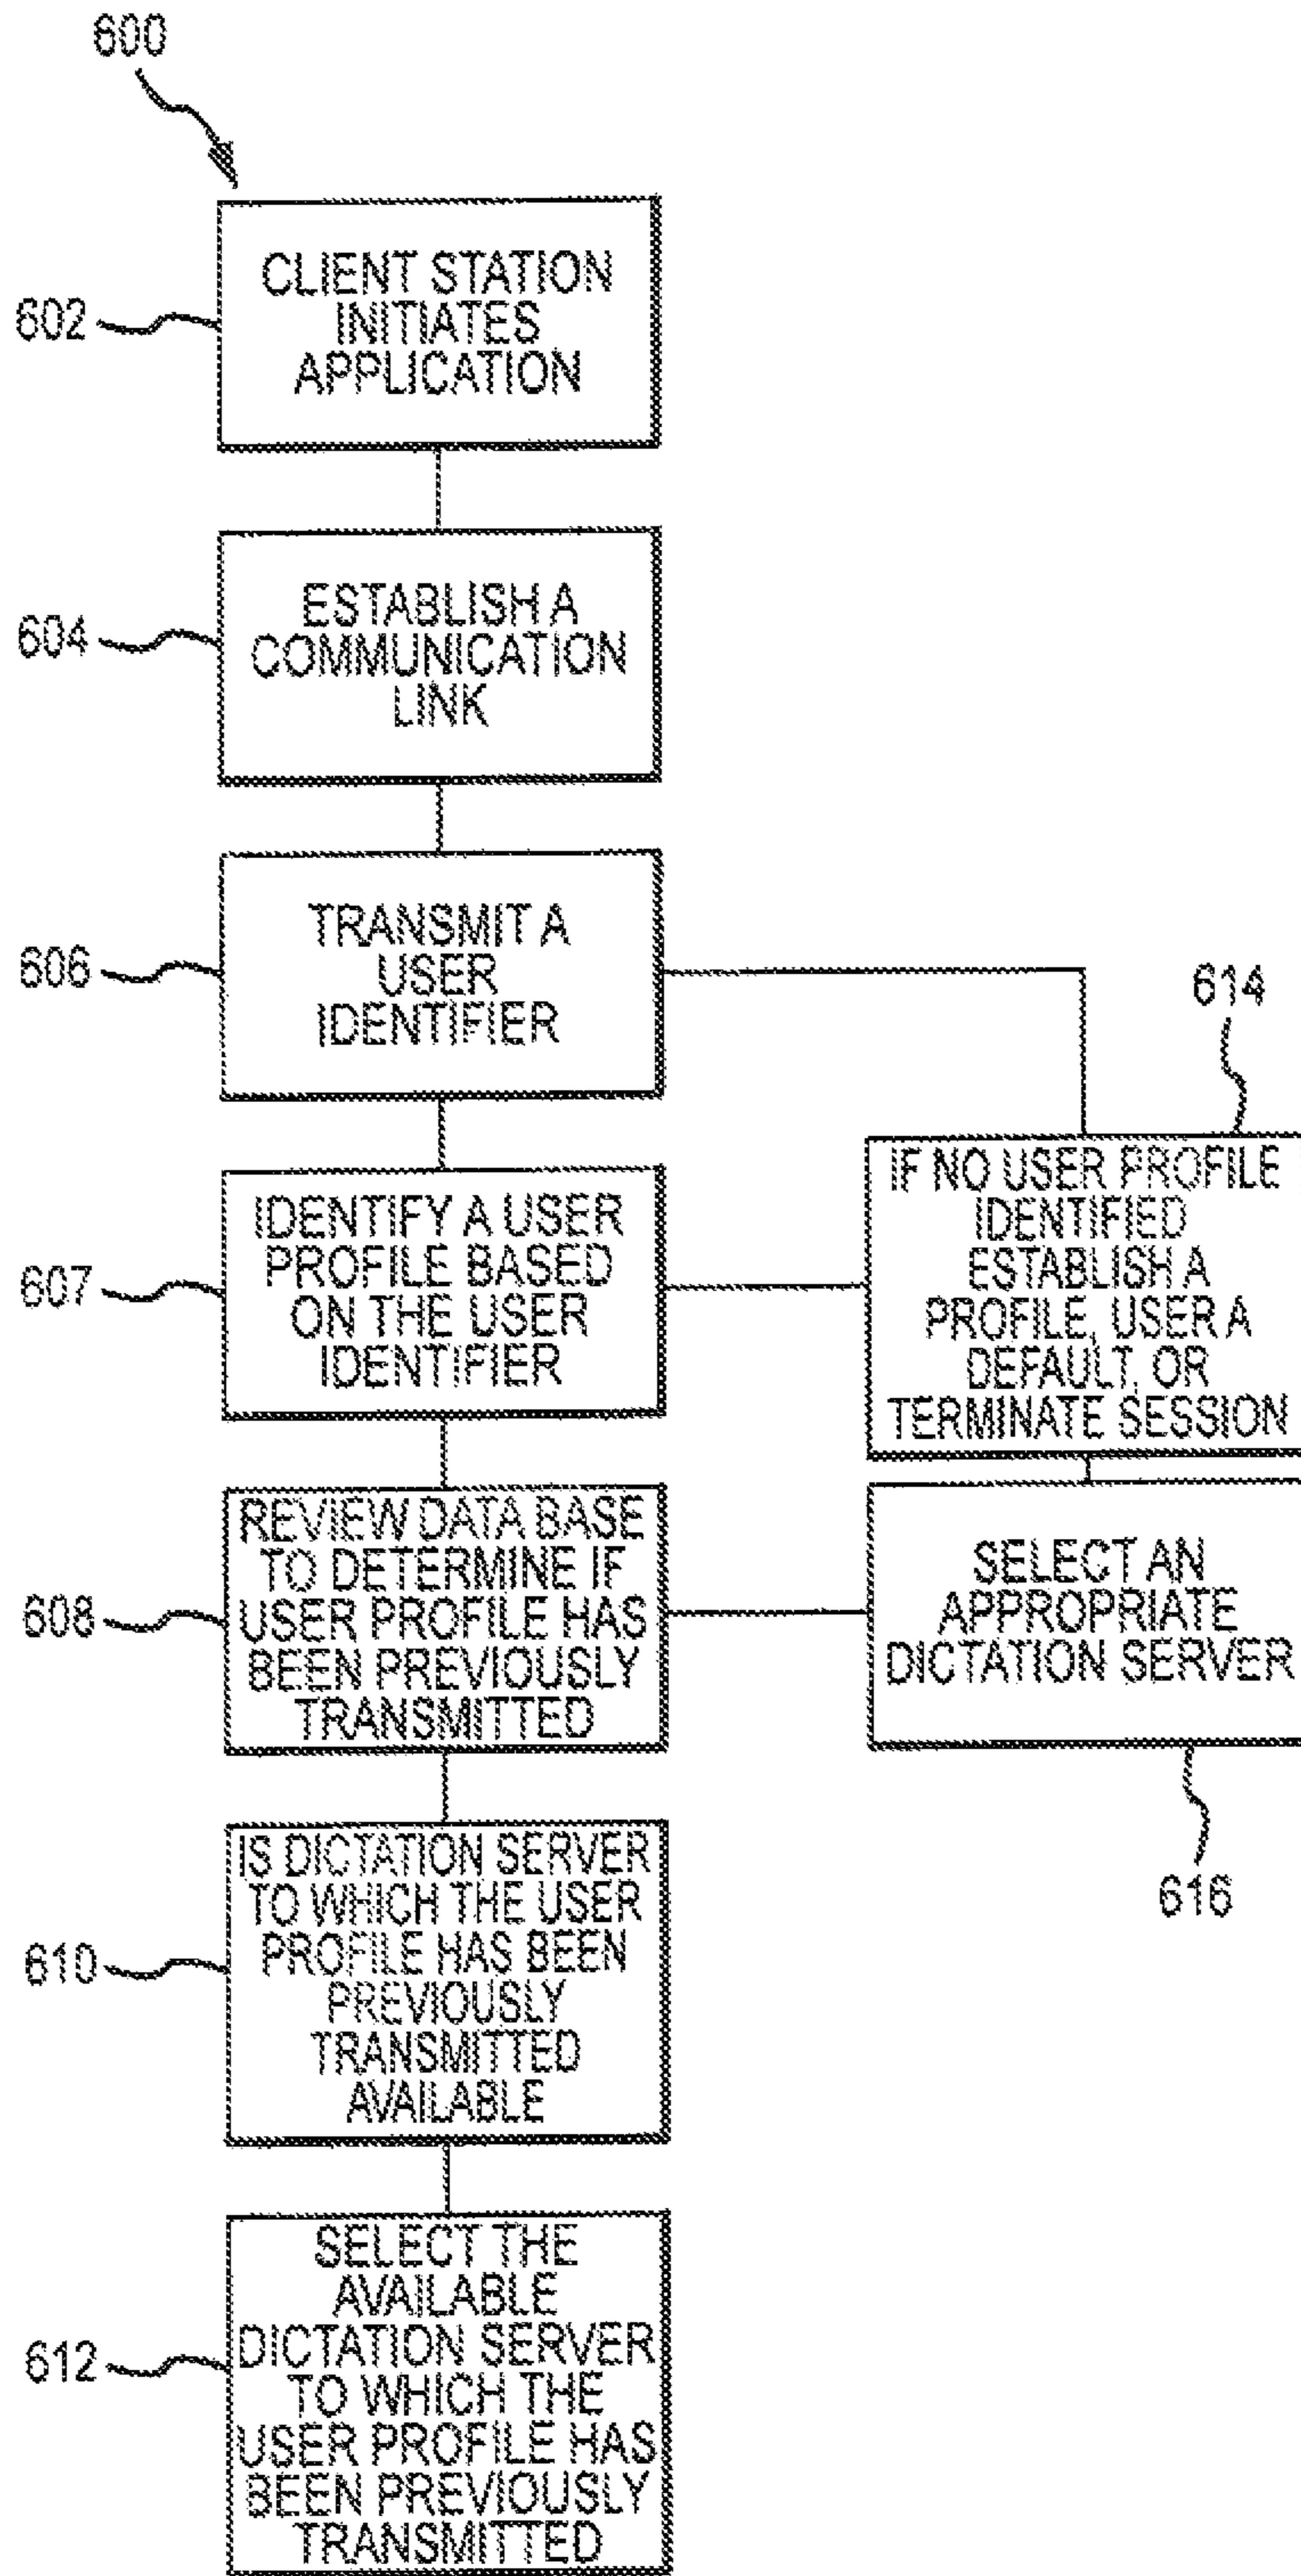 600
602
CLIENT STATION
INITIATES
APPLICATION
604
ESTABLISH A
COMMUNICATION
LINK
606
TRANSMIT A
USER
IDENTIFIER
614
607
IDENTIFY A USER
PROFILE BASED
ON THE USER
IDENTIFIER
IF NO USER PROFILE
IDENTIFIED
ESTABLISH A
PROFILE, USER A
DEFAULT, OR
TERMINATE SESSION
608
REVIEW DATA BASE
TO DETERMINE IF
USER PROFILE HAS
BEEN PREVIOUSLY
TRANSMITTED
SELECT AN
APPROPRIATE
DICTATION SERVER
616
610
IS DICTATION SERVER
TO WHICH THE USER
PROFILE HAS BEEN
PREVIOUSLY
TRANSMITTED
AVAILABLE
612
SELECT THE
AVAILABLE
DICTATION SERVER
TO WHICH THE
USER PROFILE HAS
BEEN PREVIOUSLY
TRANSMITTED